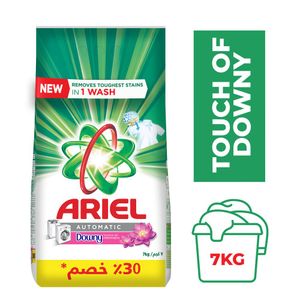 NEW
REMOVES TOUGHEST STAINS
IN 1 WASH
ARIEL
AUTOMATIC
Downy
٪30 خصم*
TOUCH OF
DOWNY
7KG